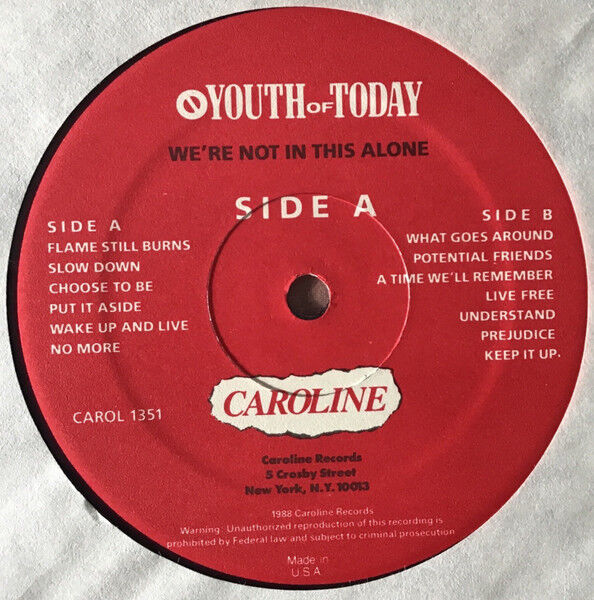 YOUTH OF TODAY
WE'RE NOT IN THIS ALONE
SIDE A
SIDE A
FLAME STILL BURNS
SLOW DOWN
CHOOSE TO BE
PUT IT ASIDE
WAKE UP AND LIVE
NO MORE
SIDE B
WHAT GOES AROUND
POTENTIAL FRIENDS
A TIME WE'LL REMEMBER
LIVE FREE
UNDERSTAND
PREJUDICE
KEEP IT UP.
CAROL 1351
CAROLINE
Caroline Records
5 Crosby Street
New York, N.Y. 10013
1988 Caroline Records
Warning: Unauthorized reproduction of this recording is
prohibited by Federal law and subject to criminal prosecution
Made in
U.S.A